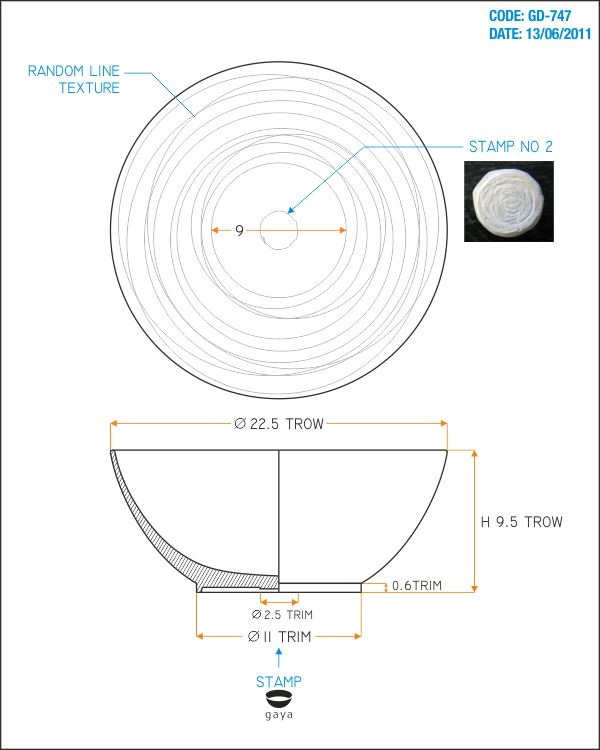 CODE: GD-747
DATE: 13/06/2011
RANDOM LINE
TEXTURE
STAMP NO 2
9
Ø 22.5 TROW
H 9.5 TROW
0.6TRIM
Ø 2.5 TRIM
Ø 11 TRIM
STAMP
gaya